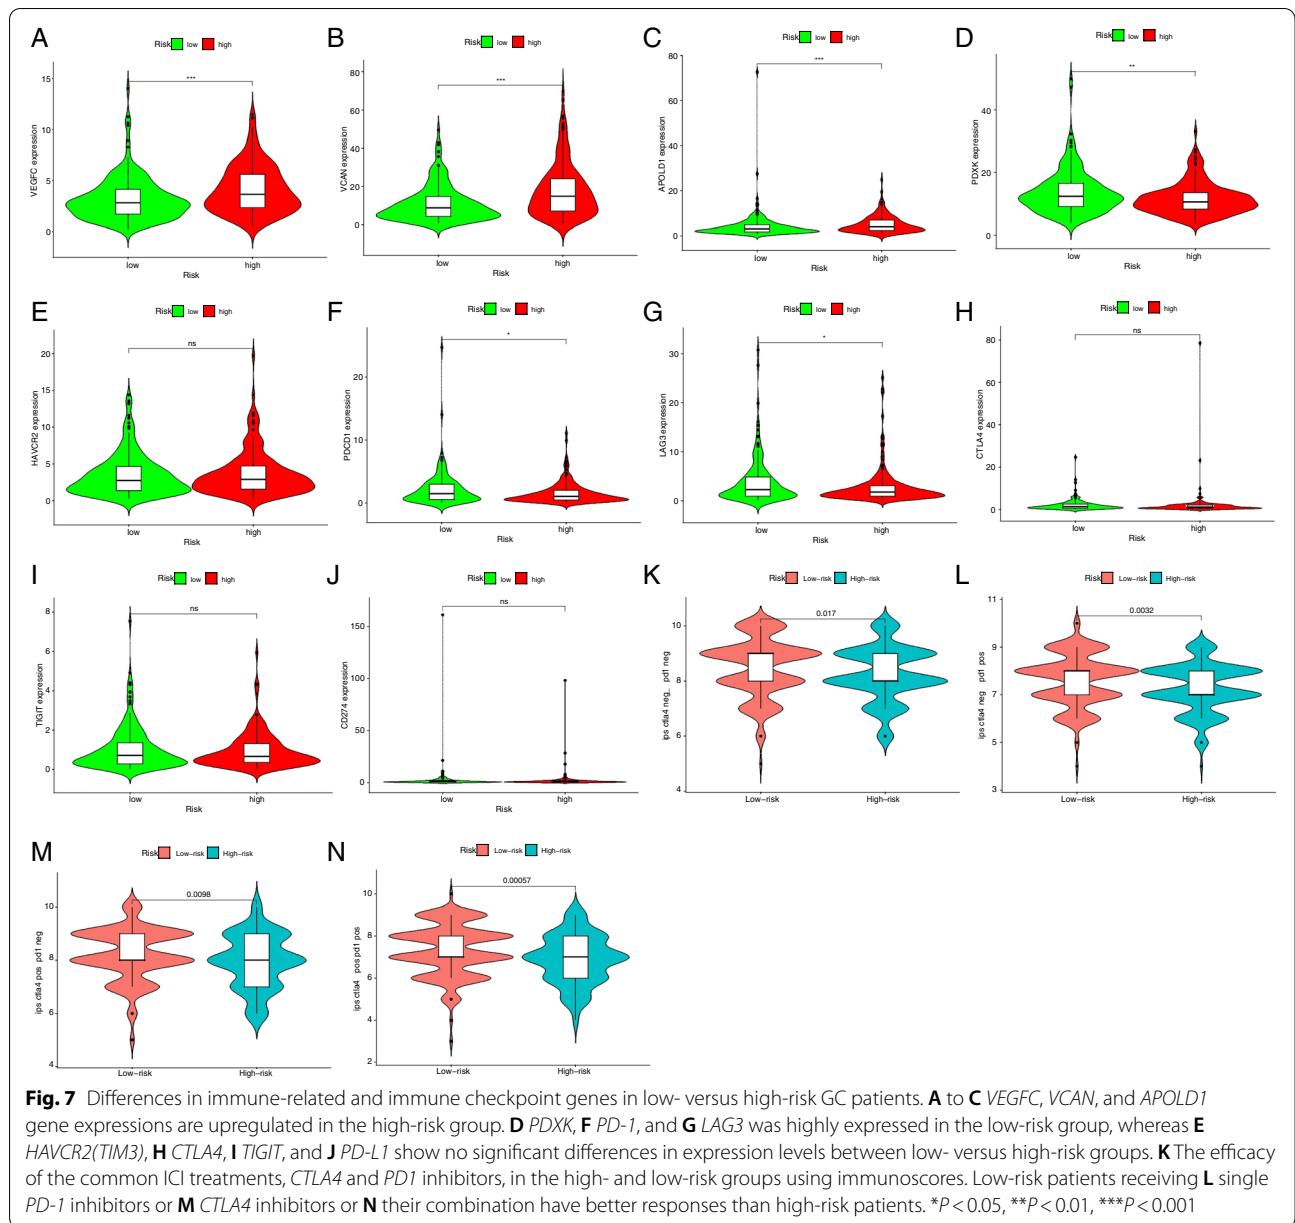 A
Risk low high
VEGFC expression
15
10
5
0
***
low high
Risk
B
Risk low high
VCAN expression
80
60
40
20
0
***
low high
Risk
C
Risk low high
APOLD1 expression
80
60
40
20
0
***
low high
Risk
D
Risk low high
PDXK expression
40
20
0
**
low high
Risk
E
Risk low high
HAVCR2 expression
20
15
10
5
0
ns
low high
Risk
F
Risk low high
PDCD1 expression
20
10
0
*
low high
Risk
G
Risk low high
LAG3 expression
30
20
10
0
*
low high
Risk
H
Risk low high
CTLA4 expression
80
60
40
20
0
ns
low high
Risk
I
Risk low high
TIGIT expression
8
6
4
2
0
ns
low high
Risk
J
Risk low high
CD274 expression
150
100
50
0
ns
low high
Risk
K
Risk Low-risk High-risk
ips ctla4 neg_ pd1 neg
10
8
6
4
0.017
Low-risk High-risk
L
Risk Low-risk High-risk
ips ctla4 neg pd1 pos
11
9
7
5
3
0.0032
Low-risk High-risk
M
Risk Low-risk High-risk
ips ctla4 pos pd1 neg
10
8
6
4
0.0098
Low-risk High-risk
N
Risk Low-risk High-risk
ips ctla4 pos pd1 pos
10
8
6
4
2
0.00057
Low-risk High-risk
Fig. 7 Differences in immune-related and immune checkpoint genes in low- versus high-risk GC patients. A to C VEGFC, VCAN, and APOLD1
gene expressions are upregulated in the high-risk group. D PDXK, F PD-1, and G LAG3 was highly expressed in the low-risk group, whereas E
HAVCR2(TIM3), H CTLA4, I TIGIT, and J PD-L1 show no significant differences in expression levels between low- versus high-risk groups. K The efficacy
of the common ICI treatments, CTLA4 and PD1 inhibitors, in the high- and low-risk groups using immunoscores. Low-risk patients receiving L single
PD-1 inhibitors or M CTLA4 inhibitors or N their combination have better responses than high-risk patients. *P < 0.05, **P < 0.01, ***P < 0.001